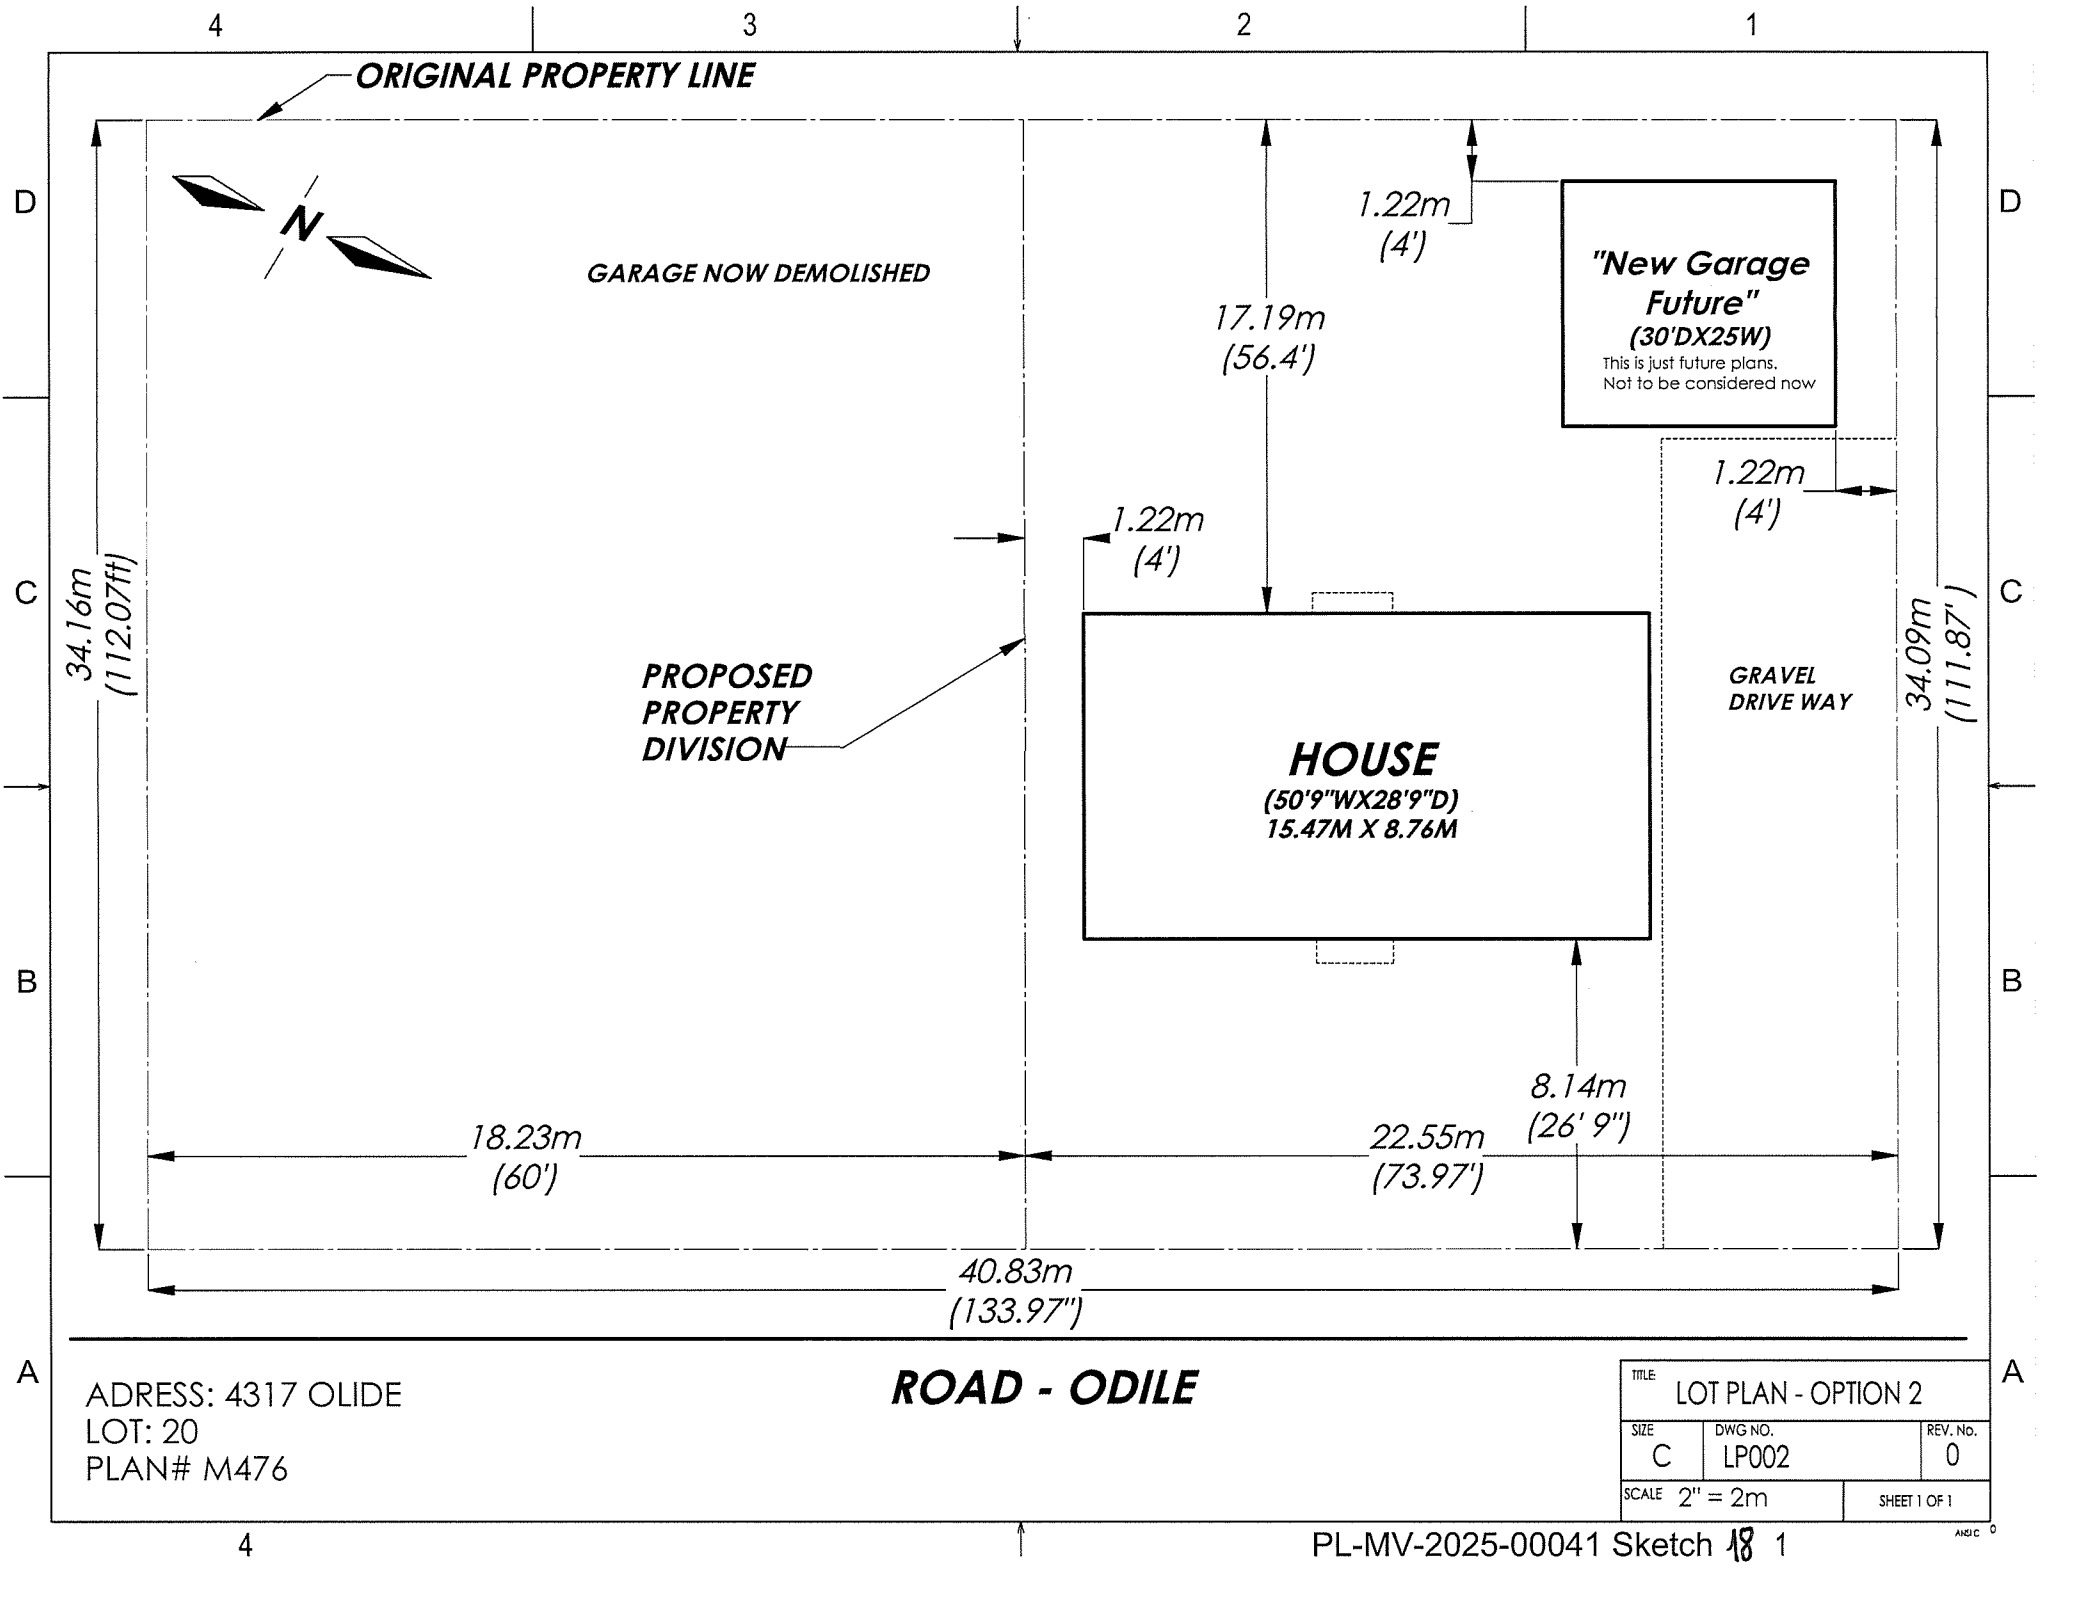 4 3 2 1
ORIGINAL PROPERTY LINE
D
D
N
GARAGE NOW DEMOLISHED
1.22m
(4')
"New Garage
Future"
(30'DX25W)
This is just future plans.
Not to be considered now
17.19m
(56.4')
1.22m
(4')
1.22m
(4')
C
C
34.16m
(112.07ft)
34.09m
(111.87' )
PROPOSED
PROPERTY
DIVISION
GRAVEL
DRIVE WAY
HOUSE
(50'9"WX28'9"D)
15.47M X 8.76M
B
B
8.14m
(26' 9")
18.23m
(60')
22.55m
(73.97')
40.83m
(133.97")
A
A
ROAD - ODILE
ADRESS: 4317 OLIDE
LOT: 20
PLAN# M476
TITLE:
LOT PLAN - OPTION 2
SIZE
C
DWG NO.
LP002
REV. No.
0
SCALE 2" = 2m
SHEET 1 OF 1
ANSI C 0
4
PL-MV-2025-00041 Sketch 18 1